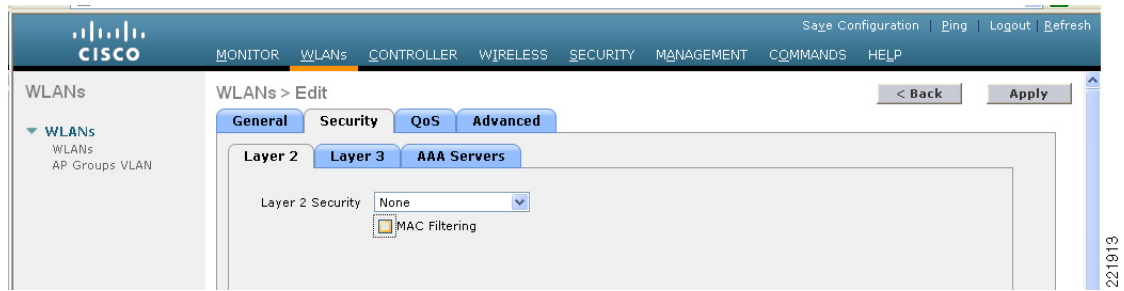 Save Configuration | Ping | Logout | Refresh
CISCO
MONITOR WLANs CONTROLLER WIRELESS SECURITY MANAGEMENT COMMANDS HELP
WLANs
WLANs
WLANs
AP Groups VLAN
WLANs > Edit
< Back Apply
General Security QoS Advanced
Layer 2 Layer 3 AAA Servers
Layer 2 Security None
MAC Filtering
221913